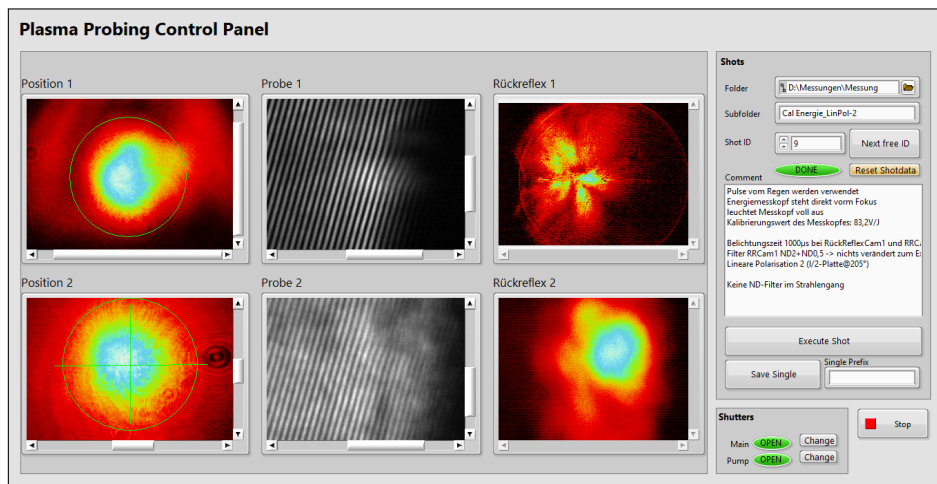 Plasma Probing Control Panel
Position 1
Probe 1
Rückreflex 1
Position 2
Probe 2
Rückreflex 2
Shots
Folder
D:\Messungen\Messung
Subfolder
Cal Energie_LinPol-2
Shot ID
9
Next free ID
DONE
Reset Shotdata
Comment
Pulse vom Regen werden verwendet
Energiemesskopf steht direkt vorm Fokus
leuchtet Messkopf voll aus
Kalibrierungswert des Messkopfes: 83,2V/J
Belichtungszeit 1000µs bei RückReflexCam1 und RRCa
Filter RRCam1 ND2+ND0,5 -> nichts verändert zum Ex
Lineare Polarisation 2 (l/2-Platte@205°)
Keine ND-Filter im Strahlengang
Execute Shot
Save Single
Single Prefix
Shutters
Main OPEN Change
Pump OPEN Change
Stop